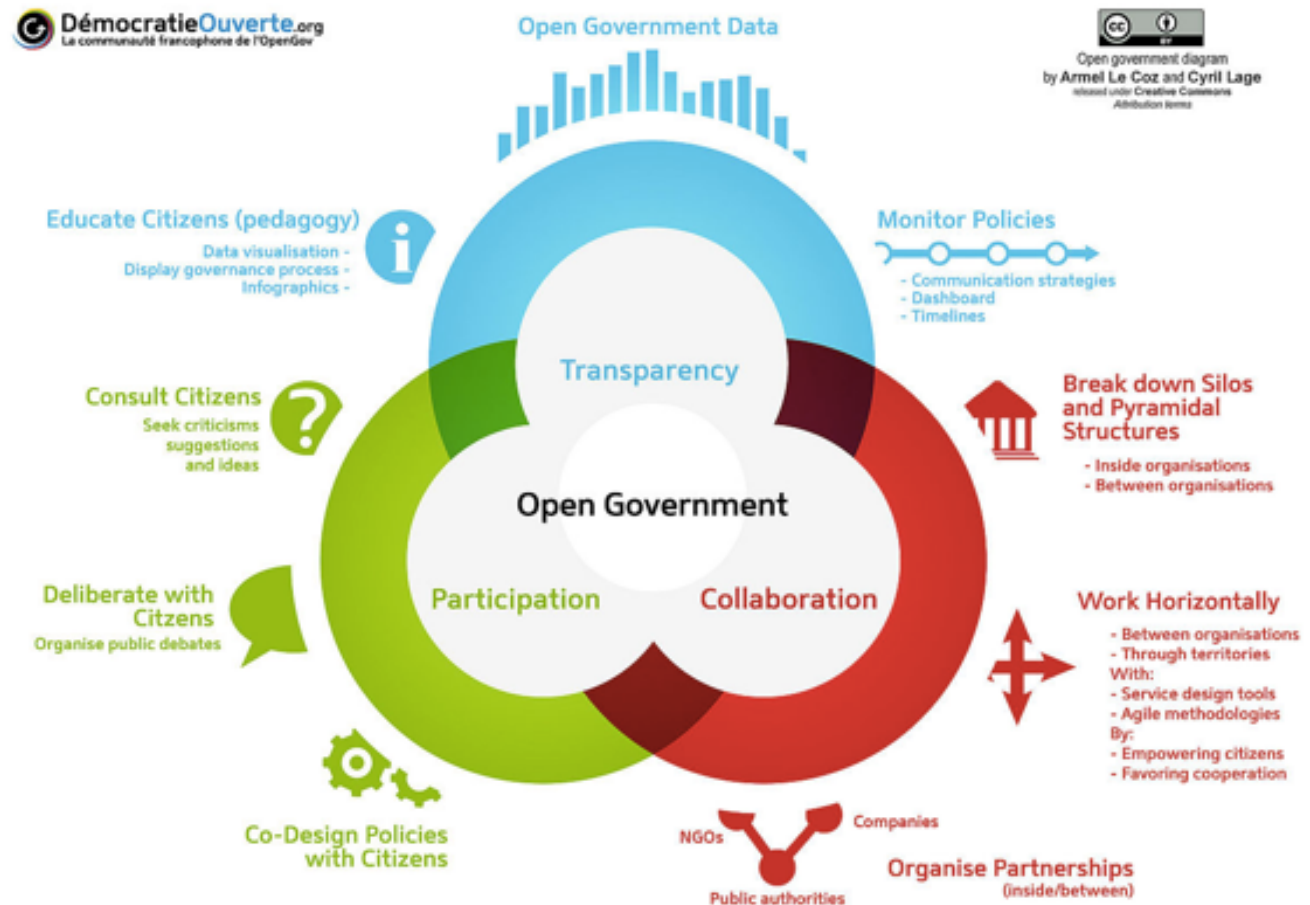 DémocratieOuverte.org
La communauté francophone de l'OpenGov
Open Government Data
cc
BY
Open government diagram
by Armel Le Coz and Cyril Lage
released under Creative Commons
Attribution terms
Educate Citizens (pedagogy)
Data visualisation -
Display governance process -
Infographics -
i
Monitor Policies
- Communication strategies
- Dashboard
- Timelines
Transparency
Consult Citizens
Seek criticisms
suggestions
and ideas
?
Break down Silos
and Pyramidal
Structures
- Inside organisations
- Between organisations
Open Government
Participation
Collaboration
Deliberate with
Citzens
Organise public debates
Work Horizontally
- Between organisations
- Through territories
With:
- Service design tools
- Agile methodologies
By:
- Empowering citizens
- Favoring cooperation
Co-Design Policies
with Citizens
NGOs
Companies
Public authorities
Organise Partnerships
(inside/between)